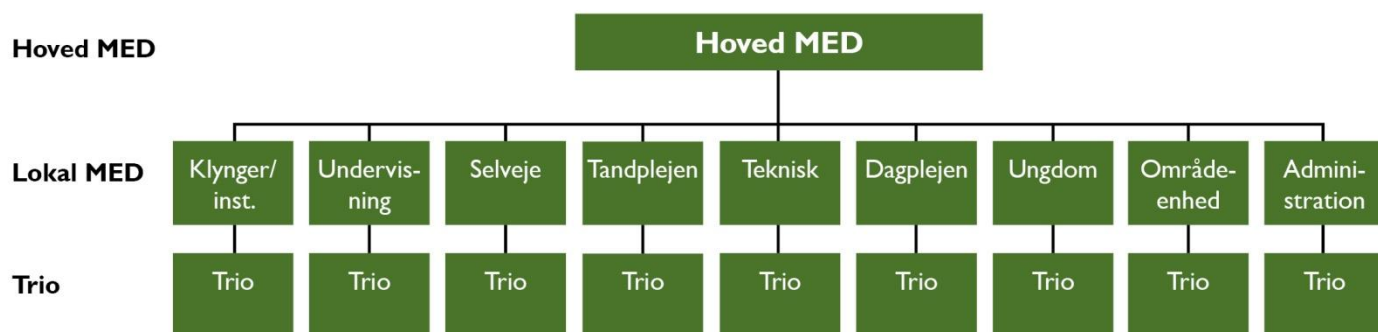 Hoved MED
Hoved MED
Lokal MED
Klynger/
inst.
Undervis-
ning
Selveje
Tandplejen
Teknisk
Dagplejen
Ungdom
Område-
enhed
Admini-
stration
Trio
Trio
Trio
Trio
Trio
Trio
Trio
Trio
Trio
Trio